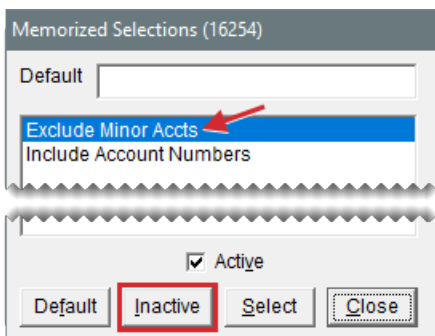 Memorized Selections (16254)
Default
Exclude Minor Accts
Include Account Numbers
Active
Default Inactive Select Close